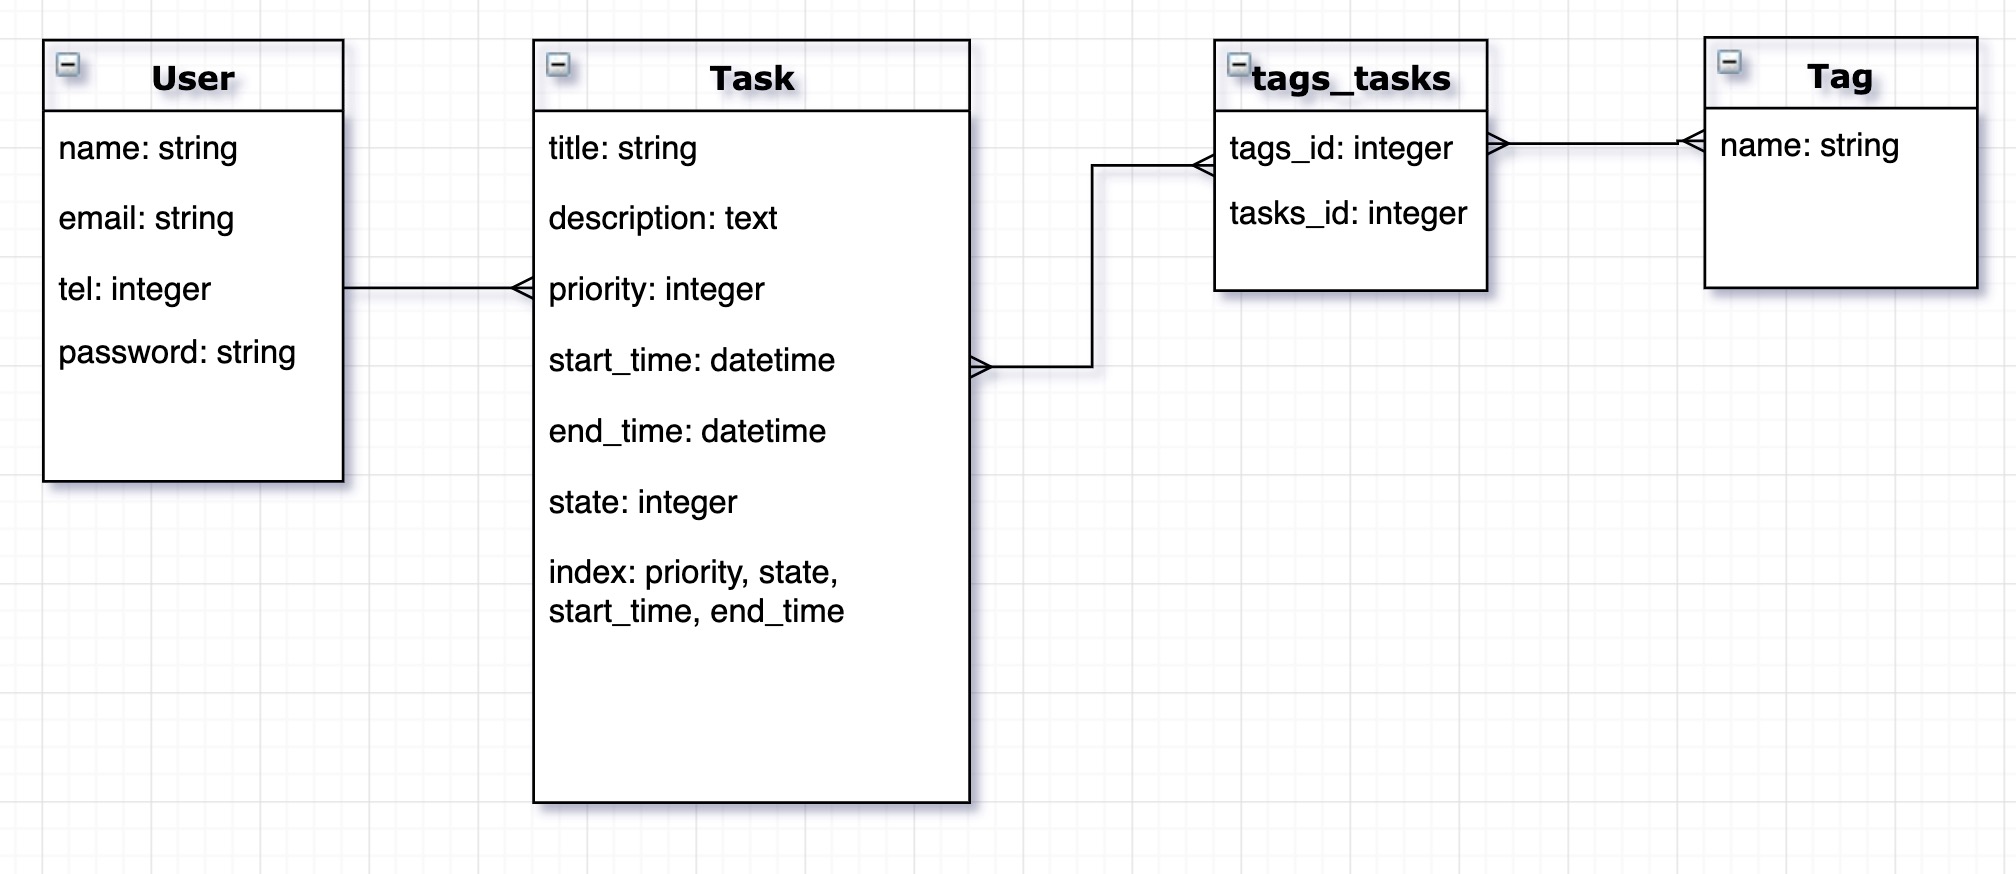 User
name: string
email: string
tel: integer
password: string
Task
title: string
description: text
priority: integer
start_time: datetime
end_time: datetime
state: integer
index: priority, state,
start_time, end_time
tags_tasks
tags_id: integer
tasks_id: integer
Tag
name: string